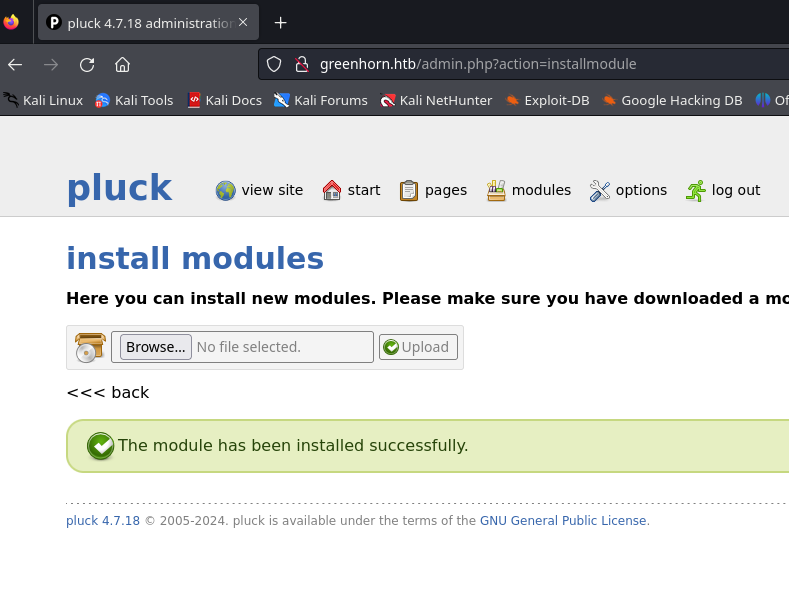 pluck 4.7.18 administration
greenhorn.htb/admin.php?action=installmodule
Kali Linux Kali Tools Kali Docs Kali Forums Kali NetHunter Exploit-DB Google Hacking DB Of
pluck view site start pages modules options log out
install modules
Here you can install new modules. Please make sure you have downloaded a mo
Browse... No file selected. Upload
<<< back
The module has been installed successfully.
pluck 4.7.18 © 2005-2024. pluck is available under the terms of the GNU General Public License.